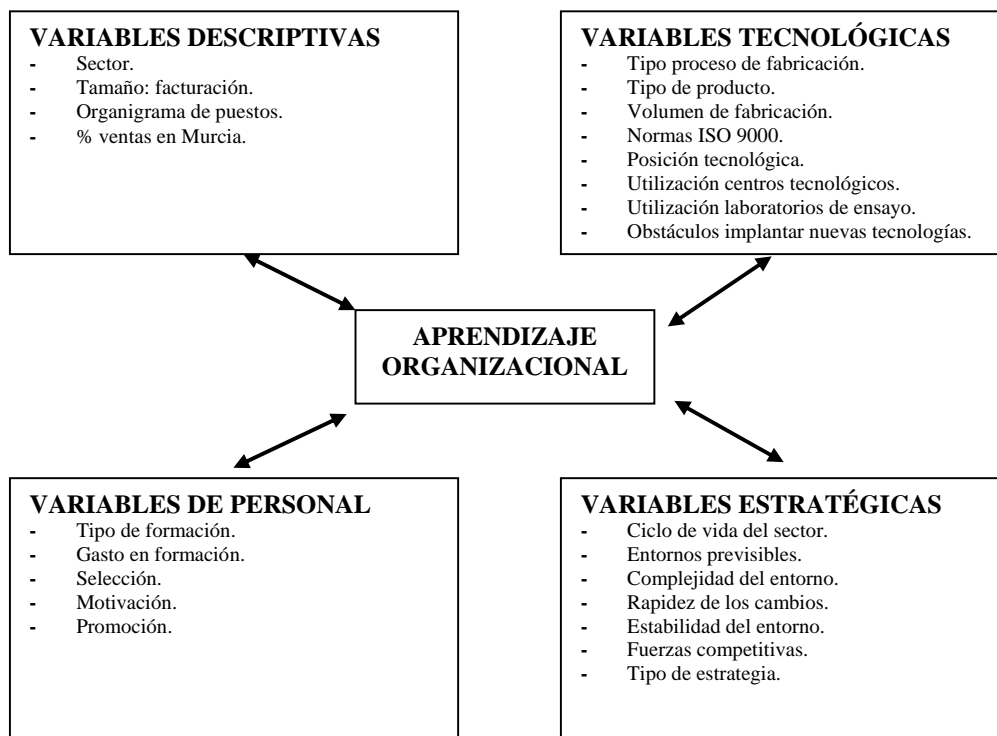 VARIABLES DESCRIPTIVAS
- Sector.
- Tamaño: facturación.
- Organigrama de puestos.
- % ventas en Murcia.
VARIABLES TECNOLÓGICAS
- Tipo proceso de fabricación.
- Tipo de producto.
- Volumen de fabricación.
- Normas ISO 9000.
- Posición tecnológica.
- Utilización centros tecnológicos.
- Utilización laboratorios de ensayo.
- Obstáculos implantar nuevas tecnologías.
APRENDIZAJE
ORGANIZACIONAL
VARIABLES DE PERSONAL
- Tipo de formación.
- Gasto en formación.
- Selección.
- Motivación.
- Promoción.
VARIABLES ESTRATÉGICAS
- Ciclo de vida del sector.
- Entornos previsibles.
- Complejidad del entorno.
- Rapidez de los cambios.
- Estabilidad del entorno.
- Fuerzas competitivas.
- Tipo de estrategia.